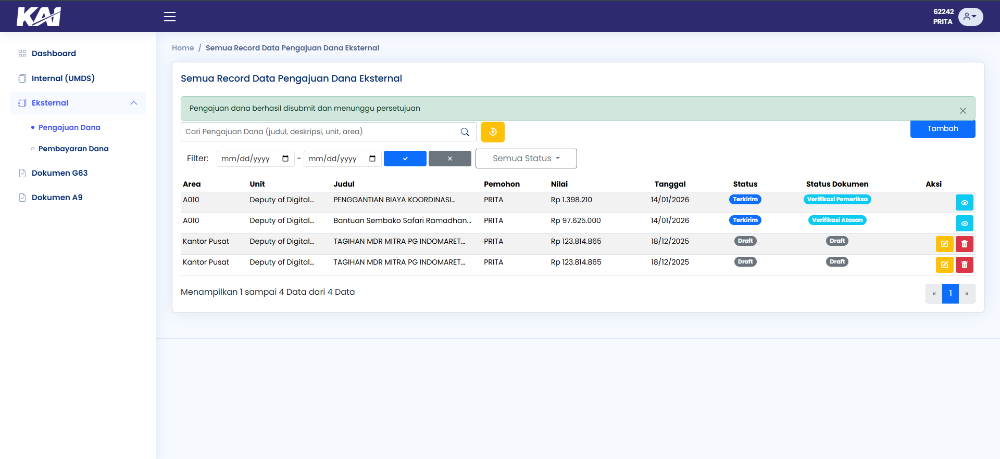 KAI
62242
PRITA
Dashboard
Internal (UMDS)
Eksternal
Pengajuan Dana
Pembayaran Dana
Dokumen G63
Dokumen A9
Home / Semua Record Data Pengajuan Dana Eksternal
Semua Record Data Pengajuan Dana Eksternal
Pengajuan dana berhasil disubmit dan menunggu persetujuan
Cari Pengajuan Dana (judul, deskripsi, unit, area)
Tambah
Filter: mm/dd/yyyy - mm/dd/yyyy Semua Status
Area Unit Judul Pemohon Nilai Tanggal Status Status Dokumen Aksi
A010 Deputy of Digital... PENGGANTIAN BIAYA KOORDINASI... PRITA Rp 1.398.210 14/01/2026 Terkirim Verifikasi Pemeriksa
A010 Deputy of Digital... Bantuan Sembako Safari Ramadhan... PRITA Rp 97.625.000 14/01/2026 Terkirim Verifikasi Atasan
Kantor Pusat Deputy of Digital... TAGIHAN MDR MITRA PG INDOMARET... PRITA Rp 123.814.865 18/12/2025 Draft Draft
Kantor Pusat Deputy of Digital... TAGIHAN MDR MITRA PG INDOMARET... PRITA Rp 123.814.865 18/12/2025 Draft Draft
Menampilkan 1 sampai 4 Data dari 4 Data
« 1 »